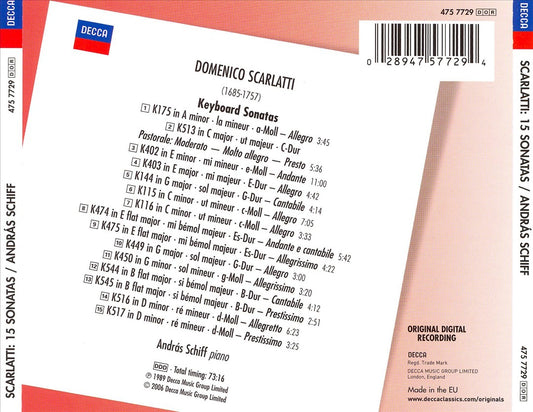 475 7729 DDR
SCARLATTI: 15 SONATAS / ANDRÁS SCHIFF
DECCA
DOMENICO SCARLATTI
(1685-1757)
Keyboard Sonatas
1 K175 in A minor · la mineur · a-Moll – Allegro 3:45
2 K513 in C major · ut majeur · C-Dur
Pastorale: Moderato – Molto allegro – Presto 5:36
3 K402 in E minor · mi mineur · e-Moll – Andante 11:00
4 K403 in E major · mi majeur · E-Dur – Allegro 4:42
5 K144 in G major · sol majeur · G-Dur – Cantabile 4:14
6 K115 in C minor · ut mineur · c-Moll – Allegro 7:05
7 K116 in C minor · ut mineur · c-Moll – Allegro 3:33
8 K474 in E flat major · mi bémol majeur · Es-Dur – Andante e cantabile 5:42
9 K475 in E flat major · mi bémol majeur · Es-Dur – Allegrissimo 4:22
10 K449 in G major · sol majeur · G-Dur – Allegro 3:00
11 K450 in G minor · sol mineur · g-Moll – Allegrissimo 3:20
12 K544 in B flat major · si bémol majeur · B-Dur – Cantabile 4:12
13 K545 in B flat major · si bémol majeur · B-Dur – Prestissimo 2:51
14 K516 in D minor · ré mineur · d-Moll – Allegretto 6:23
15 K517 in D minor · ré mineur · d-Moll – Prestissimo 3:25
András Schiff piano
DDD · Total timing: 73:16
℗ 1989 Decca Music Group Limited
© 2006 Decca Music Group Limited
475 7729 DDR
0 28947 57729 4
ORIGINAL DIGITAL
RECORDING
DECCA
Regd. Trade Mark
DECCA MUSIC GROUP LIMITED
London, England
Made in the EU
www.deccaclassics.com/originals
DECCA
SCARLATTI: 15 SONATAS / ANDRÁS SCHIFF
475 7729 DDR